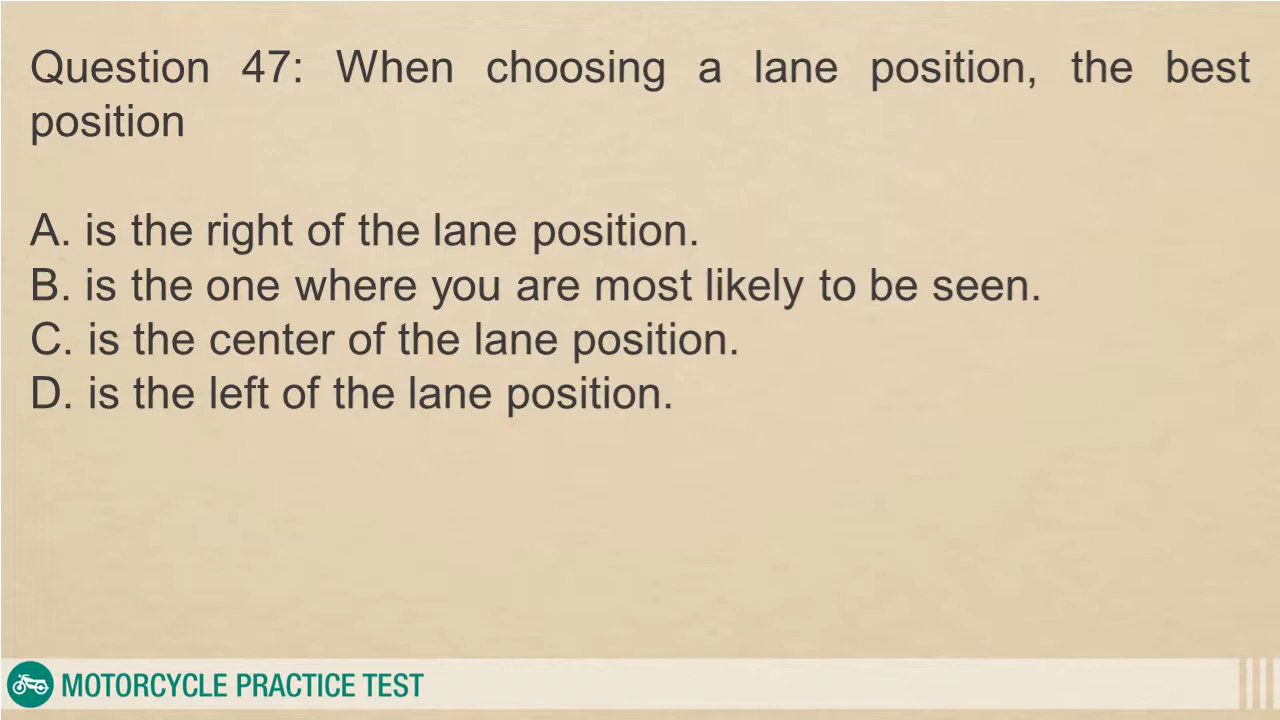 Question 47: When choosing a lane position, the best
position
A. is the right of the lane position.
B. is the one where you are most likely to be seen.
C. is the center of the lane position.
D. is the left of the lane position.
MOTORCYCLE PRACTICE TEST